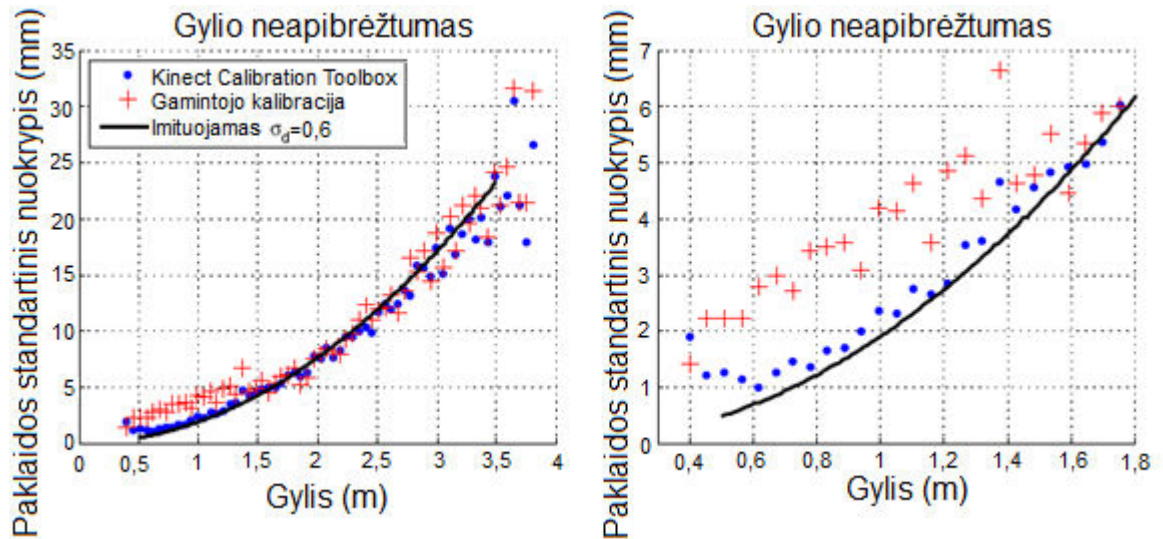 Gylio neapibrėžtumas
Paklaidos standartinis nuokrypis (mm)
35
30
25
20
15
10
5
0
Kinect Calibration Toolbox
Gamintojo kalibracija
Imituojamas σd=0,6
0 0,5 1 1,5 2 2,5 3 3,5 4
Gylis (m)
Gylio neapibrėžtumas
Paklaidos standartinis nuokrypis (mm)
7
6
5
4
3
2
1
0
0,4 0,6 0,8 1 1,2 1,4 1,6 1,8
Gylis (m)